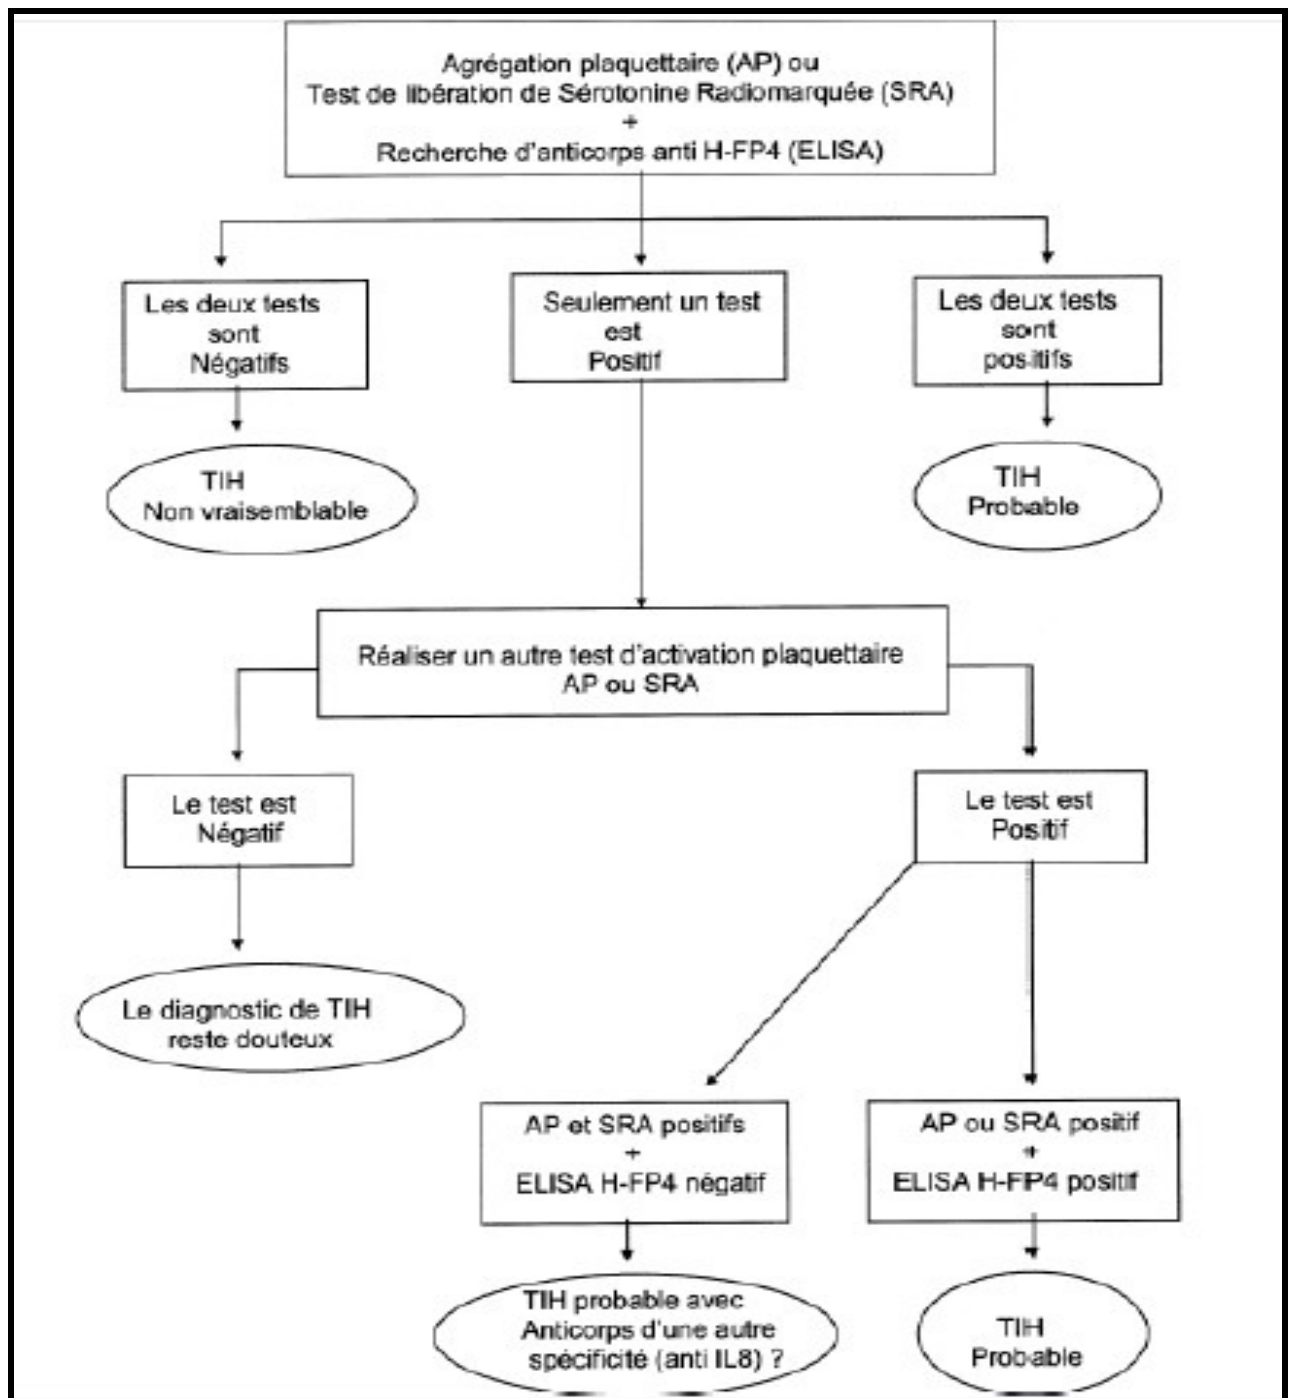 Agrégation plaquettaire (AP) ou
Test de libération de Sérotonine Radiomarquée (SRA)
+
Recherche d'anticorps anti H-FP4 (ELISA)
Les deux tests
sont
Négatifs
Seulement un test
est
Positif
Les deux tests
sont
positifs
TIH
Non vraisemblable
TIH
Probable
Réaliser un autre test d'activation plaquettaire
AP ou SRA
Le test est
Négatif
Le test est
Positif
Le diagnostic de TIH
reste douteux
AP et SRA positifs
+
ELISA H-FP4 négatif
AP ou SRA positif
+
ELISA H-FP4 positif
TIH probable avec
Anticorps d'une autre
spécificité (anti IL8) ?
TIH
Probable